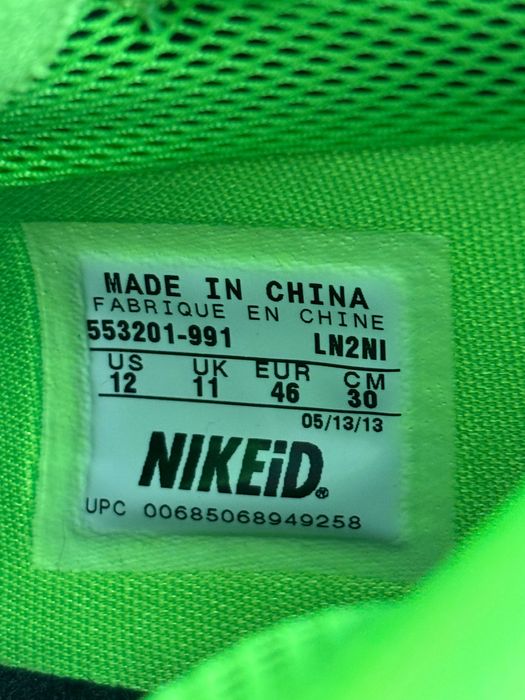 MADE IN CHINA
FABRIQUE EN CHINE
553201-991 LN2NI
US UK EUR CM
12 11 46 30
05/13/13
NIKEiD®
UPC 00685068949258